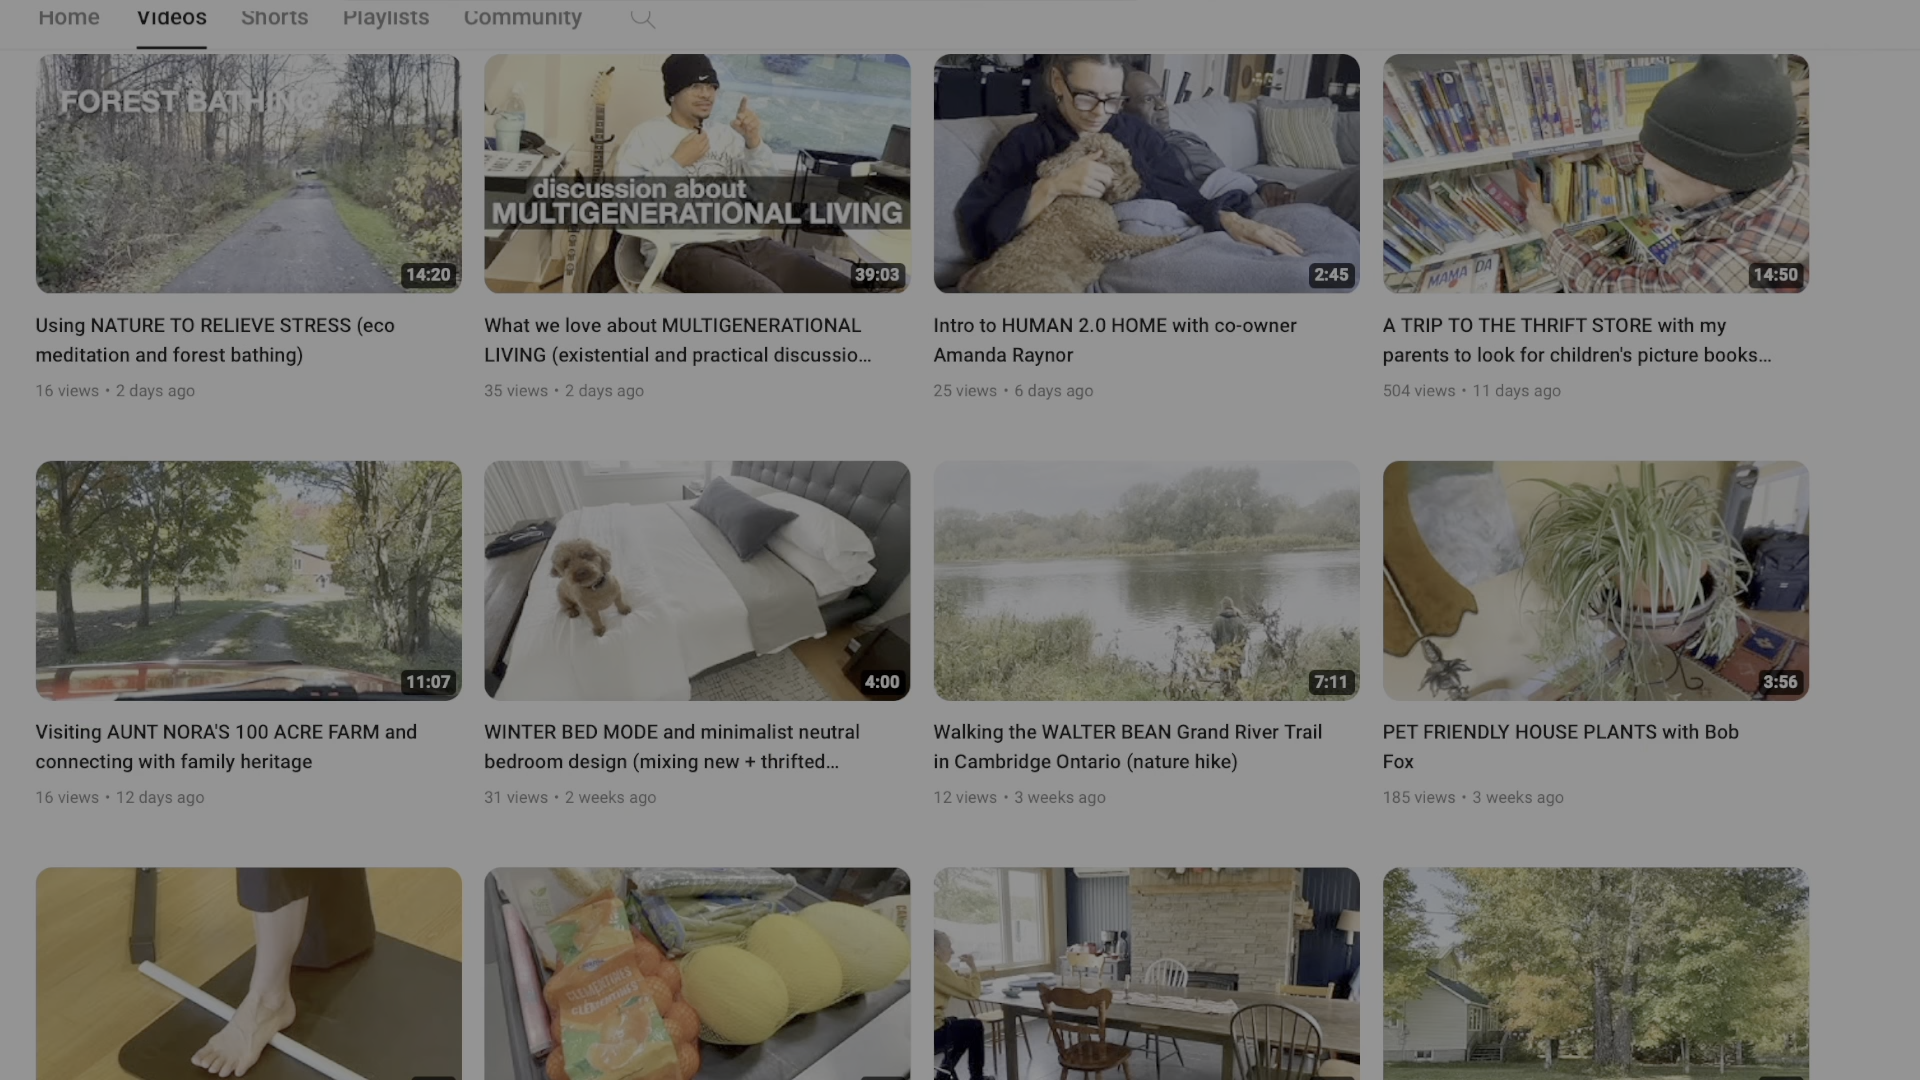 Home Videos Shorts Playlists Community
FOREST BATHING
14:20
discussion about
MULTIGENERATIONAL LIVING
39:03
2:45
MAMA DA
14:50
Using NATURE TO RELIEVE STRESS (eco
meditation and forest bathing)
16 views • 2 days ago
What we love about MULTIGENERATIONAL
LIVING (existential and practical discussio...
35 views • 2 days ago
Intro to HUMAN 2.0 HOME with co-owner
Amanda Raynor
25 views • 6 days ago
A TRIP TO THE THRIFT STORE with my
parents to look for children's picture books...
504 views • 11 days ago
11:07
4:00
7:11
3:56
Visiting AUNT NORA'S 100 ACRE FARM and
connecting with family heritage
16 views • 12 days ago
WINTER BED MODE and minimalist neutral
bedroom design (mixing new + thrifted...
31 views • 2 weeks ago
Walking the WALTER BEAN Grand River Trail
in Cambridge Ontario (nature hike)
12 views • 3 weeks ago
PET FRIENDLY HOUSE PLANTS with Bob
Fox
185 views • 3 weeks ago
CLEMENTINES
CLÉMENTINES